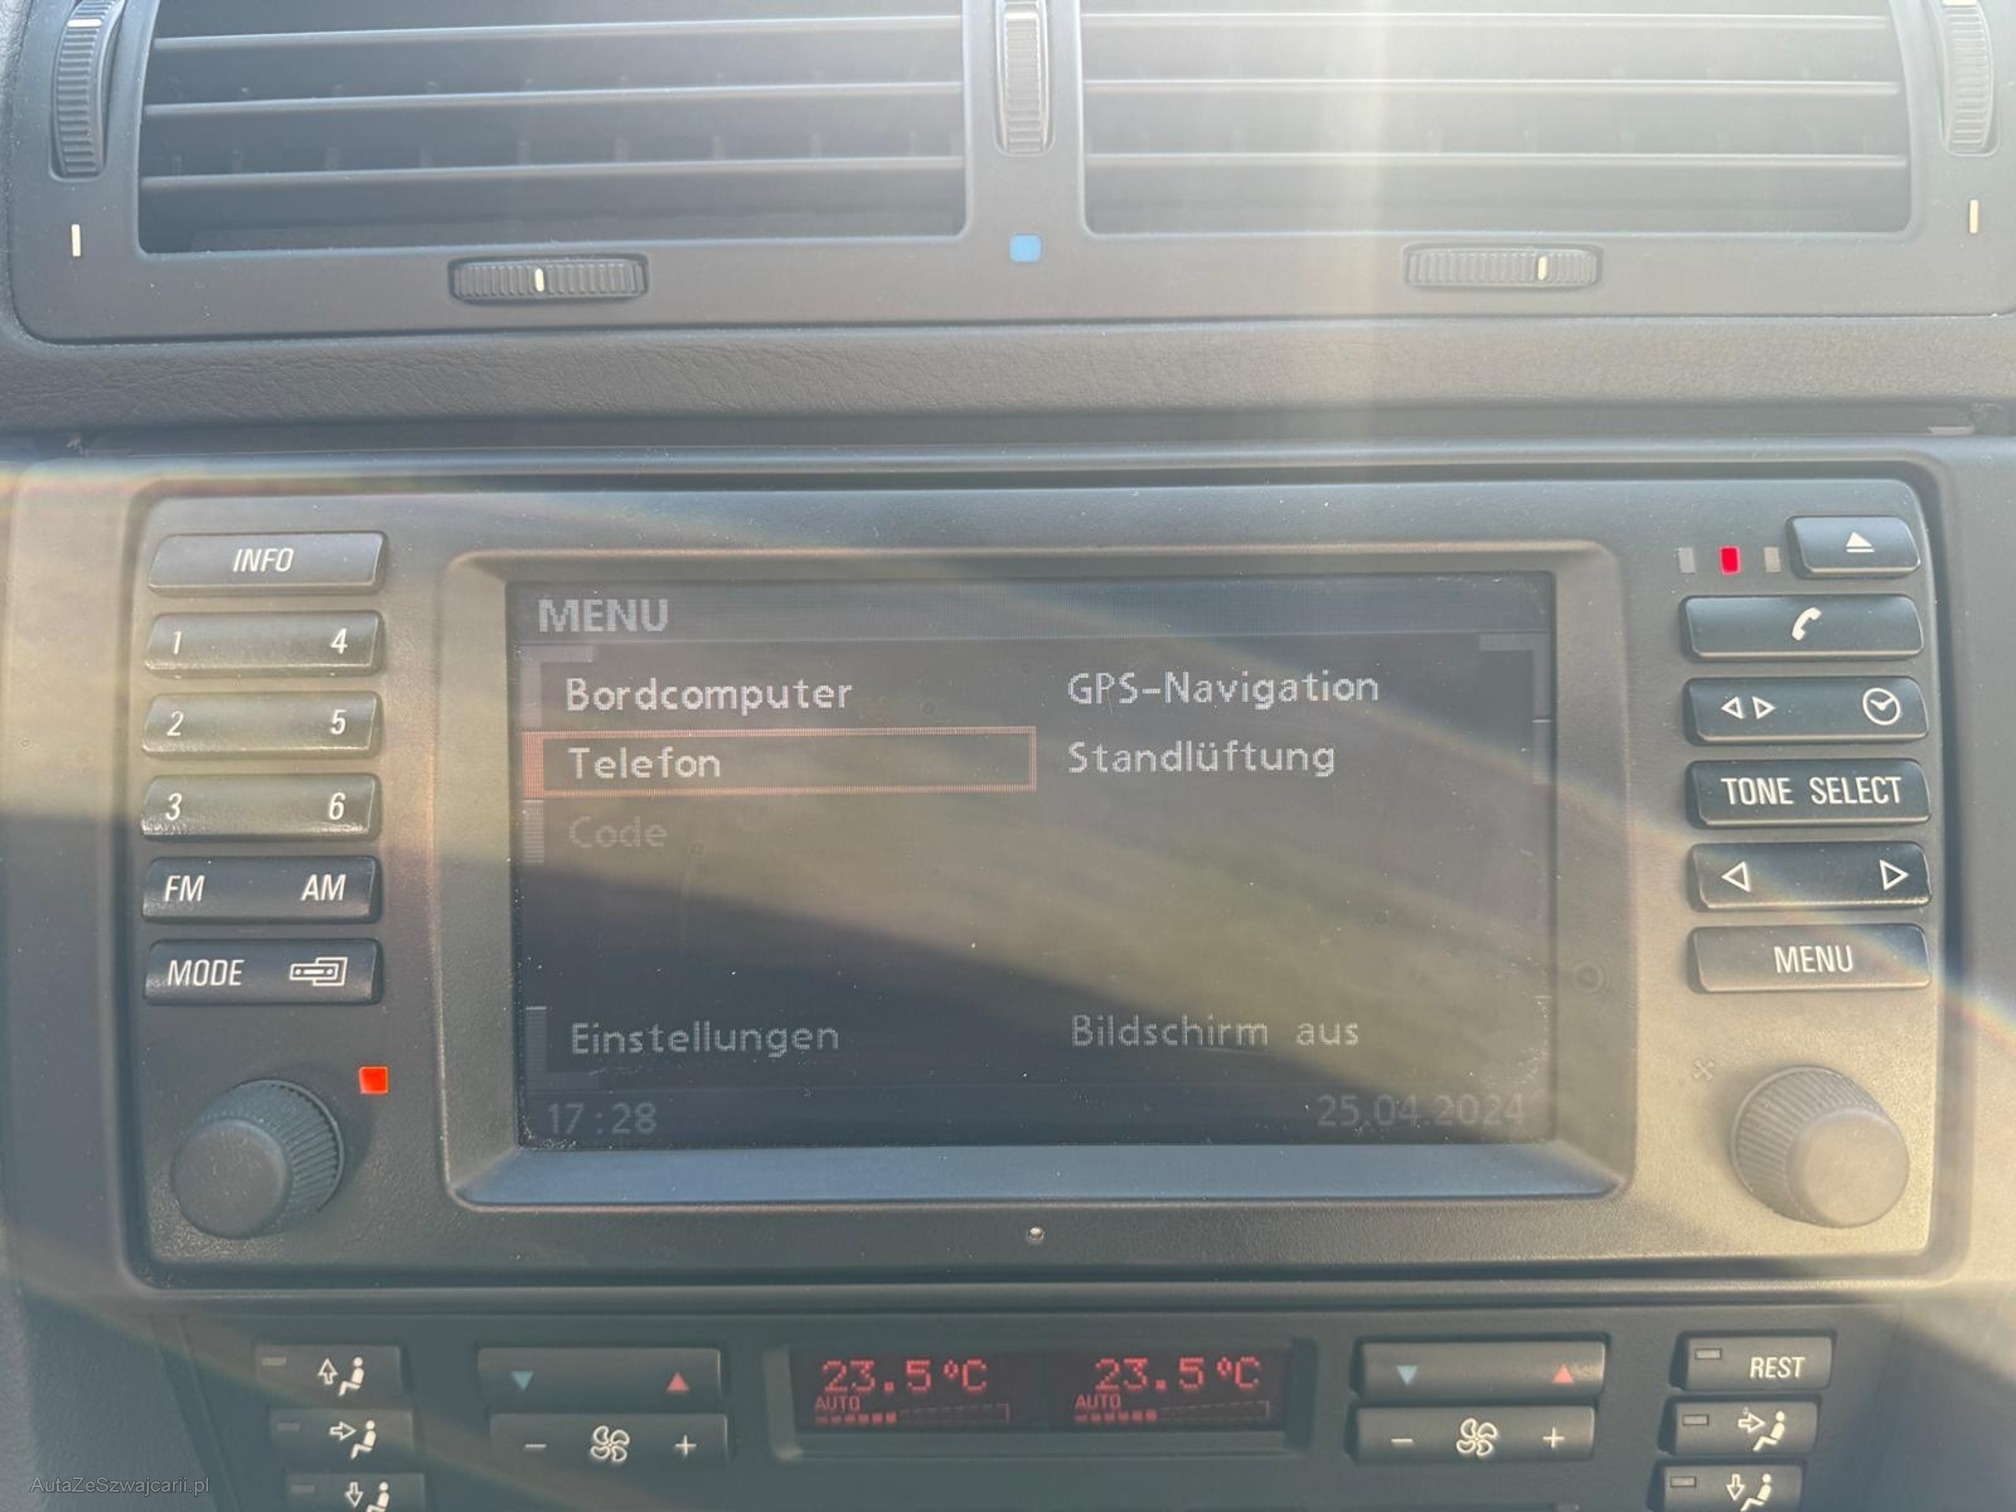 INFO
1 4
2 5
3 6
FM AM
MODE
MENU
Bordcomputer GPS-Navigation
Telefon Standlüftung
Code
Einstellungen Bildschirm aus
17:28 25.04.2024
TONE SELECT
MENU
23.5°C 23.5°C
AUTO AUTO
REST
AutaZeSzwajcarii.pl